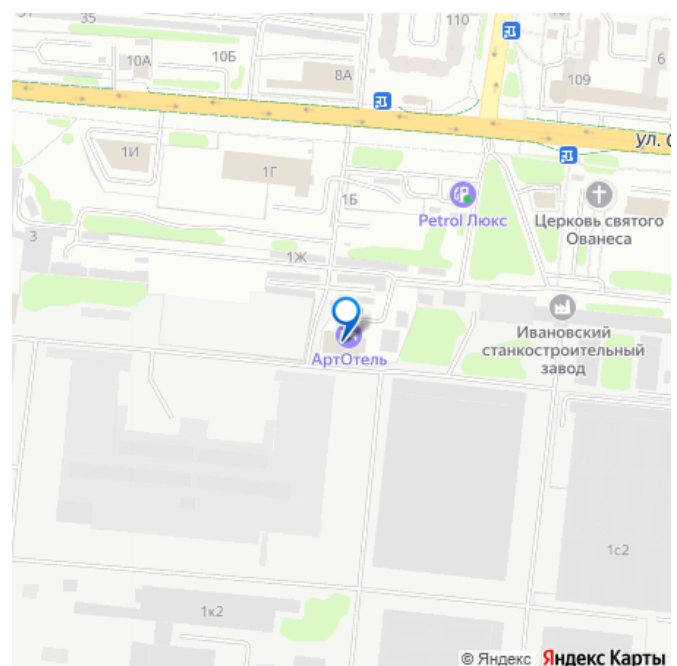 35
110
10А
10Б
8А
109
6
ул. С
1И
1Г
1Б
Petrol Люкс
Церковь святого
Ованеса
3
1Ж
АртОтель
Ивановский
станкостроительный
завод
1с2
1к2
© Яндекс Яндекс Карты